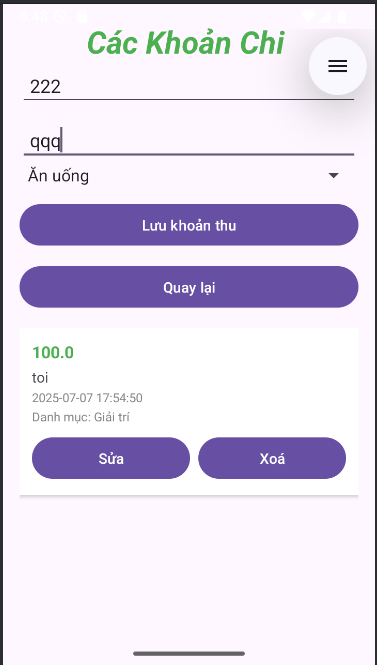 Các Khoản Chi
222
qqq
Ăn uống
Lưu khoản thu
Quay lại
100.0
toi
2025-07-07 17:54:50
Danh mục: Giải trí
Sửa
Xoá